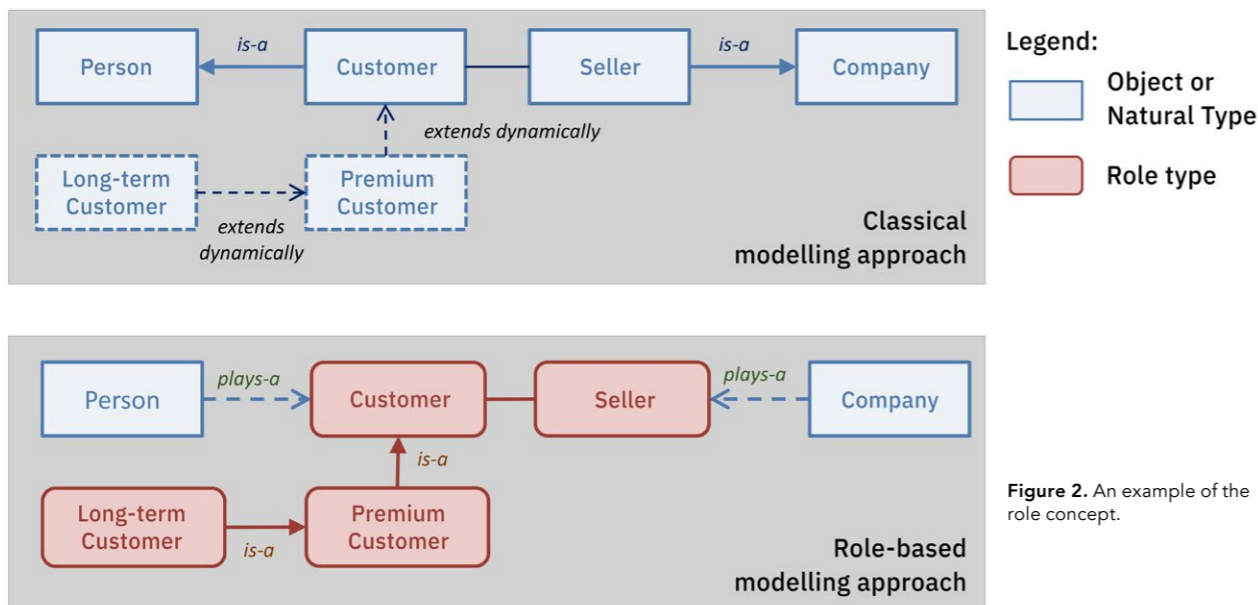 is-a
is-a
Person
Customer
Seller
Company
extends dynamically
Long-term
Customer
Premium
Customer
extends
dynamically
Classical
modelling approach
Legend:
Object or
Natural Type
Role type
plays-a
plays-a
Person
Customer
Seller
Company
is-a
Long-term
Customer
Premium
Customer
is-a
Role-based
modelling approach
Figure 2. An example of the
role concept.